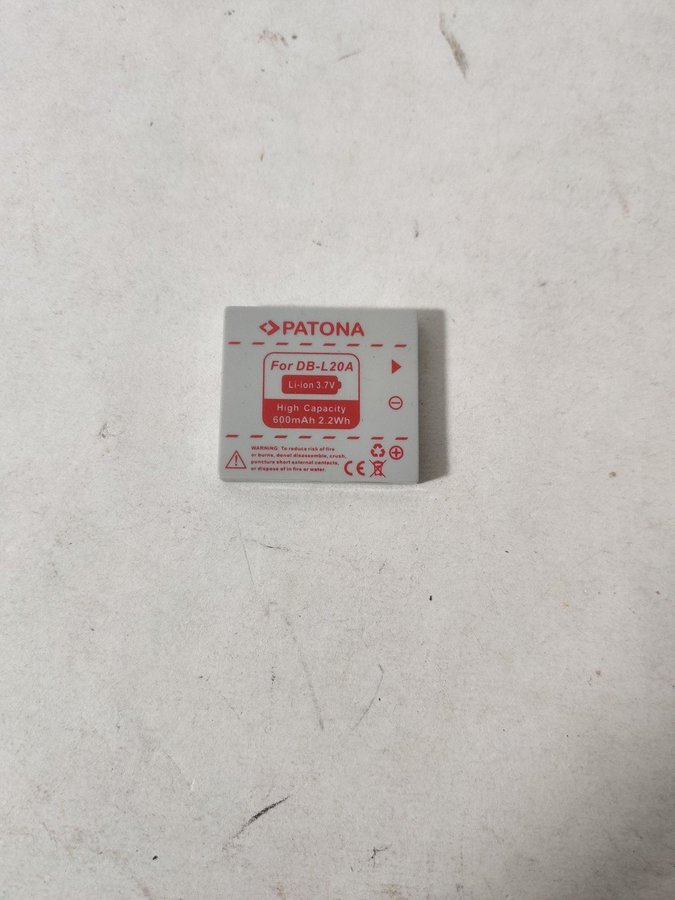 PATONA
For DB-L20A
Li-ion 3.7V
High Capacity
600mAh 2.2Wh
WARNING: To reduce risk of fire
or burns, donot disassemble, crush,
puncture short external contacts,
or dispose of in fire or water.
CE